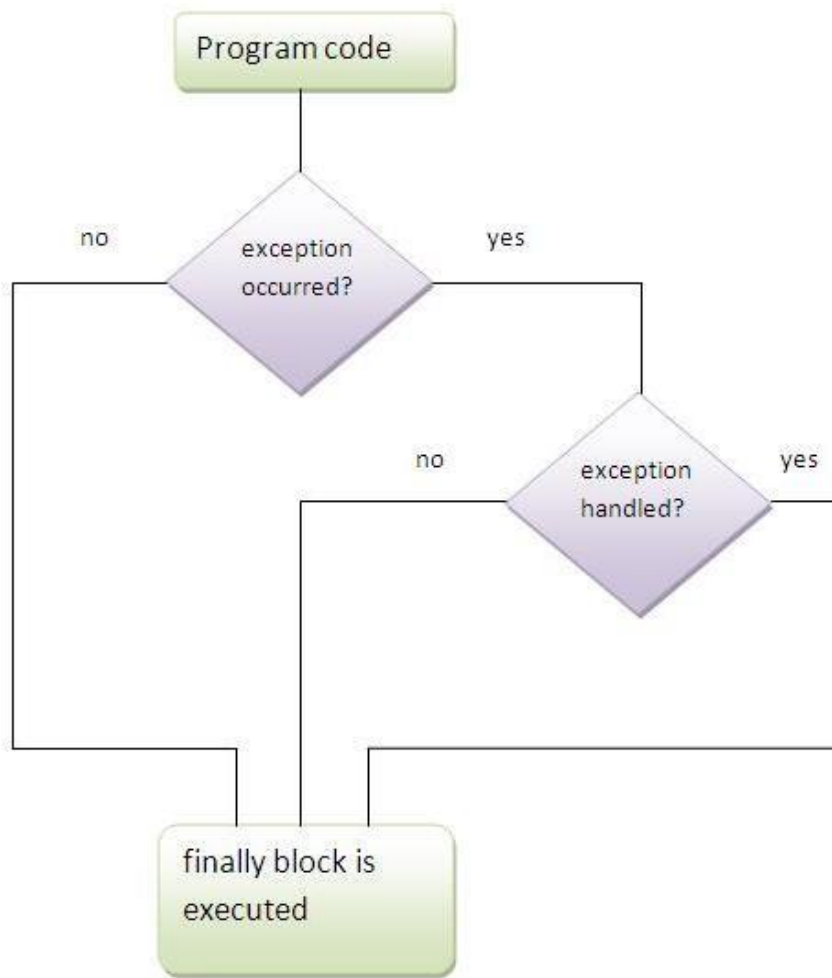 Program code
no
yes
exception
occurred?
no
yes
exception
handled?
finally block is
executed